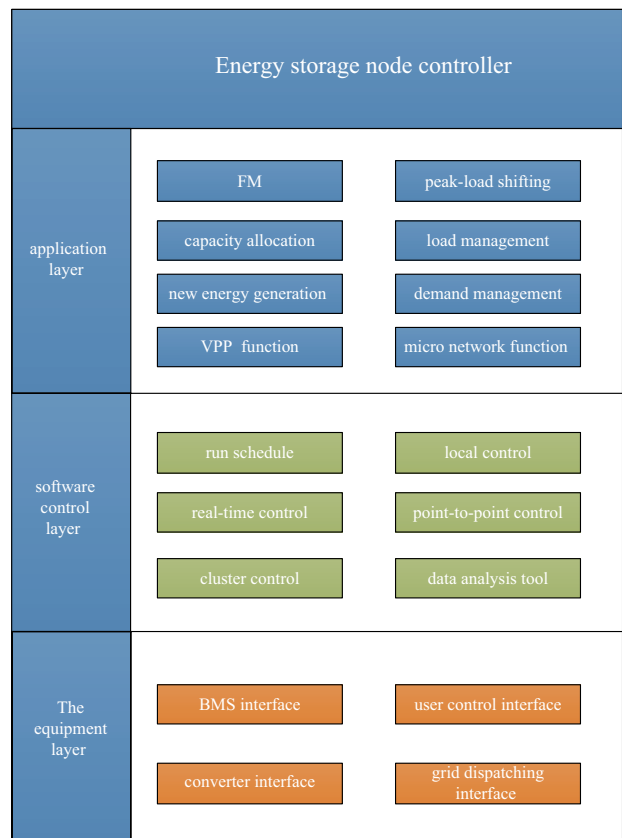 Energy storage node controller
application
layer
FM
peak-load shifting
capacity allocation
load management
new energy generation
demand management
VPP function
micro network function
software
control
layer
run schedule
local control
real-time control
point-to-point control
cluster control
data analysis tool
The
equipment
layer
BMS interface
user control interface
converter interface
grid dispatching
interface